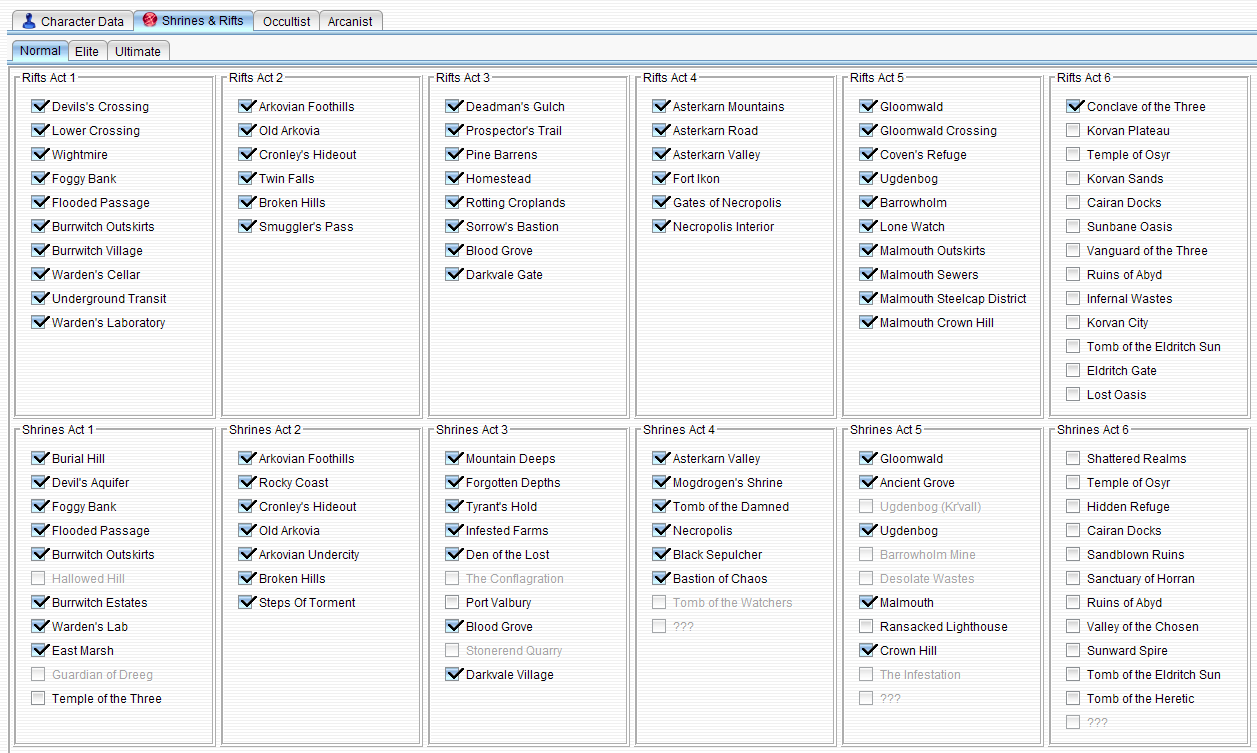 Character Data Shrines & Rifts Occultist Arcanist
Normal Elite Ultimate
Rifts Act 1
Devils's Crossing
Lower Crossing
Wightmire
Foggy Bank
Flooded Passage
Burrwitch Outskirts
Burrwitch Village
Warden's Cellar
Underground Transit
Warden's Laboratory
Rifts Act 2
Arkovian Foothills
Old Arkovia
Cronley's Hideout
Twin Falls
Broken Hills
Smuggler's Pass
Rifts Act 3
Deadman's Gulch
Prospector's Trail
Pine Barrens
Homestead
Rotting Croplands
Sorrow's Bastion
Blood Grove
Darkvale Gate
Rifts Act 4
Asterkarn Mountains
Asterkarn Road
Asterkarn Valley
Fort Ikon
Gates of Necropolis
Necropolis Interior
Rifts Act 5
Gloomwald
Gloomwald Crossing
Coven's Refuge
Ugdenbog
Barrowholm
Lone Watch
Malmouth Outskirts
Malmouth Sewers
Malmouth Steelcap District
Malmouth Crown Hill
Rifts Act 6
Conclave of the Three
Korvan Plateau
Temple of Osyr
Korvan Sands
Cairan Docks
Sunbane Oasis
Vanguard of the Three
Ruins of Abyd
Infernal Wastes
Korvan City
Tomb of the Eldritch Sun
Eldritch Gate
Lost Oasis
Shrines Act 1
Burial Hill
Devil's Aquifer
Foggy Bank
Flooded Passage
Burrwitch Outskirts
Hallowed Hill
Burrwitch Estates
Warden's Lab
East Marsh
Guardian of Dreeg
Temple of the Three
Shrines Act 2
Arkovian Foothills
Rocky Coast
Cronley's Hideout
Old Arkovia
Arkovian Undercity
Broken Hills
Steps Of Torment
Shrines Act 3
Mountain Deeps
Forgotten Depths
Tyrant's Hold
Infested Farms
Den of the Lost
The Conflagration
Port Valbury
Blood Grove
Stonerend Quarry
Darkvale Village
Shrines Act 4
Asterkarn Valley
Mogdrogen's Shrine
Tomb of the Damned
Necropolis
Black Sepulcher
Bastion of Chaos
Tomb of the Watchers
???
Shrines Act 5
Gloomwald
Ancient Grove
Ugdenbog (Kr'vall)
Ugdenbog
Barrowholm Mine
Desolate Wastes
Malmouth
Ransacked Lighthouse
Crown Hill
The Infestation
???
Shrines Act 6
Shattered Realms
Temple of Osyr
Hidden Refuge
Cairan Docks
Sandblown Ruins
Sanctuary of Horran
Ruins of Abyd
Valley of the Chosen
Sunward Spire
Tomb of the Eldritch Sun
Tomb of the Heretic
???